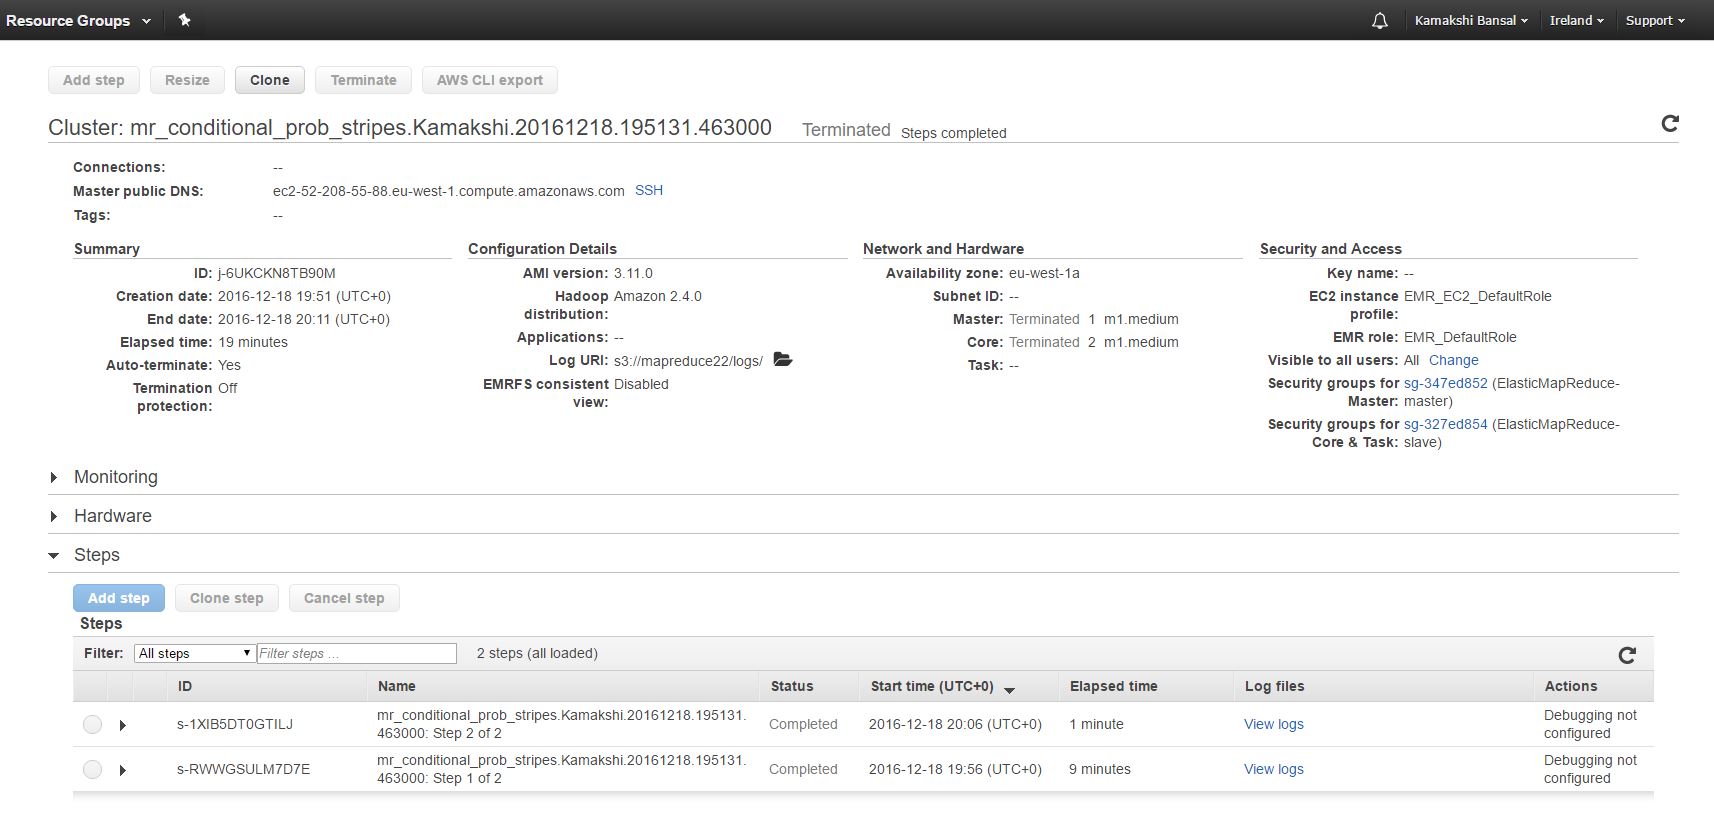 Resource Groups
Kamakshi Bansal Ireland Support
Add step Resize Clone Terminate AWS CLI export
Cluster: mr_conditional_prob_stripes.Kamakshi.20161218.195131.463000 Terminated Steps completed
Connections: --
Master public DNS: ec2-52-208-55-88.eu-west-1.compute.amazonaws.com SSH
Tags: --
Summary
ID: j-6UKCKN8TB90M
Creation date: 2016-12-18 19:51 (UTC+0)
End date: 2016-12-18 20:11 (UTC+0)
Elapsed time: 19 minutes
Auto-terminate: Yes
Termination Off
protection:
Configuration Details
AMI version: 3.11.0
Hadoop Amazon 2.4.0
distribution:
Applications: --
Log URI: s3://mapreduce22/logs/
EMRFS consistent Disabled
view:
Network and Hardware
Availability zone: eu-west-1a
Subnet ID: --
Master: Terminated 1 m1.medium
Core: Terminated 2 m1.medium
Task: --
Security and Access
Key name: --
EC2 instance EMR_EC2_DefaultRole
profile:
EMR role: EMR_DefaultRole
Visible to all users: All Change
Security groups for sg-347ed852 (ElasticMapReduce-
Master: master)
Security groups for sg-327ed854 (ElasticMapReduce-
Core & Task: slave)
Monitoring
Hardware
Steps
Add step Clone step Cancel step
Steps
Filter: All steps Filter steps ... 2 steps (all loaded)
ID Name Status Start time (UTC+0) Elapsed time Log files Actions
s-1XIB5DT0GTILJ mr_conditional_prob_stripes.Kamakshi.20161218.195131. Completed 2016-12-18 20:06 (UTC+0) 1 minute View logs Debugging not
463000: Step 2 of 2 configured
s-RWWGSULM7D7E mr_conditional_prob_stripes.Kamakshi.20161218.195131. Completed 2016-12-18 19:56 (UTC+0) 9 minutes View logs Debugging not
463000: Step 1 of 2 configured